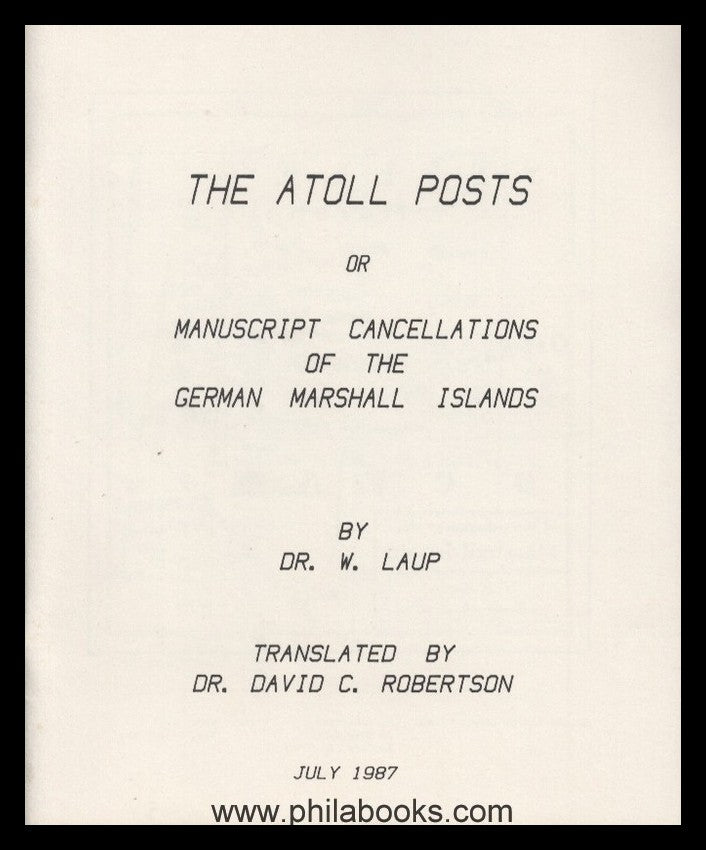 THE ATOLL POSTS
OR
MANUSCRIPT CANCELLATIONS
OF THE
GERMAN MARSHALL ISLANDS
BY
DR. W. LAUP
TRANSLATED BY
DR. DAVID C. ROBERTSON
JULY 1987
www.philabooks.com